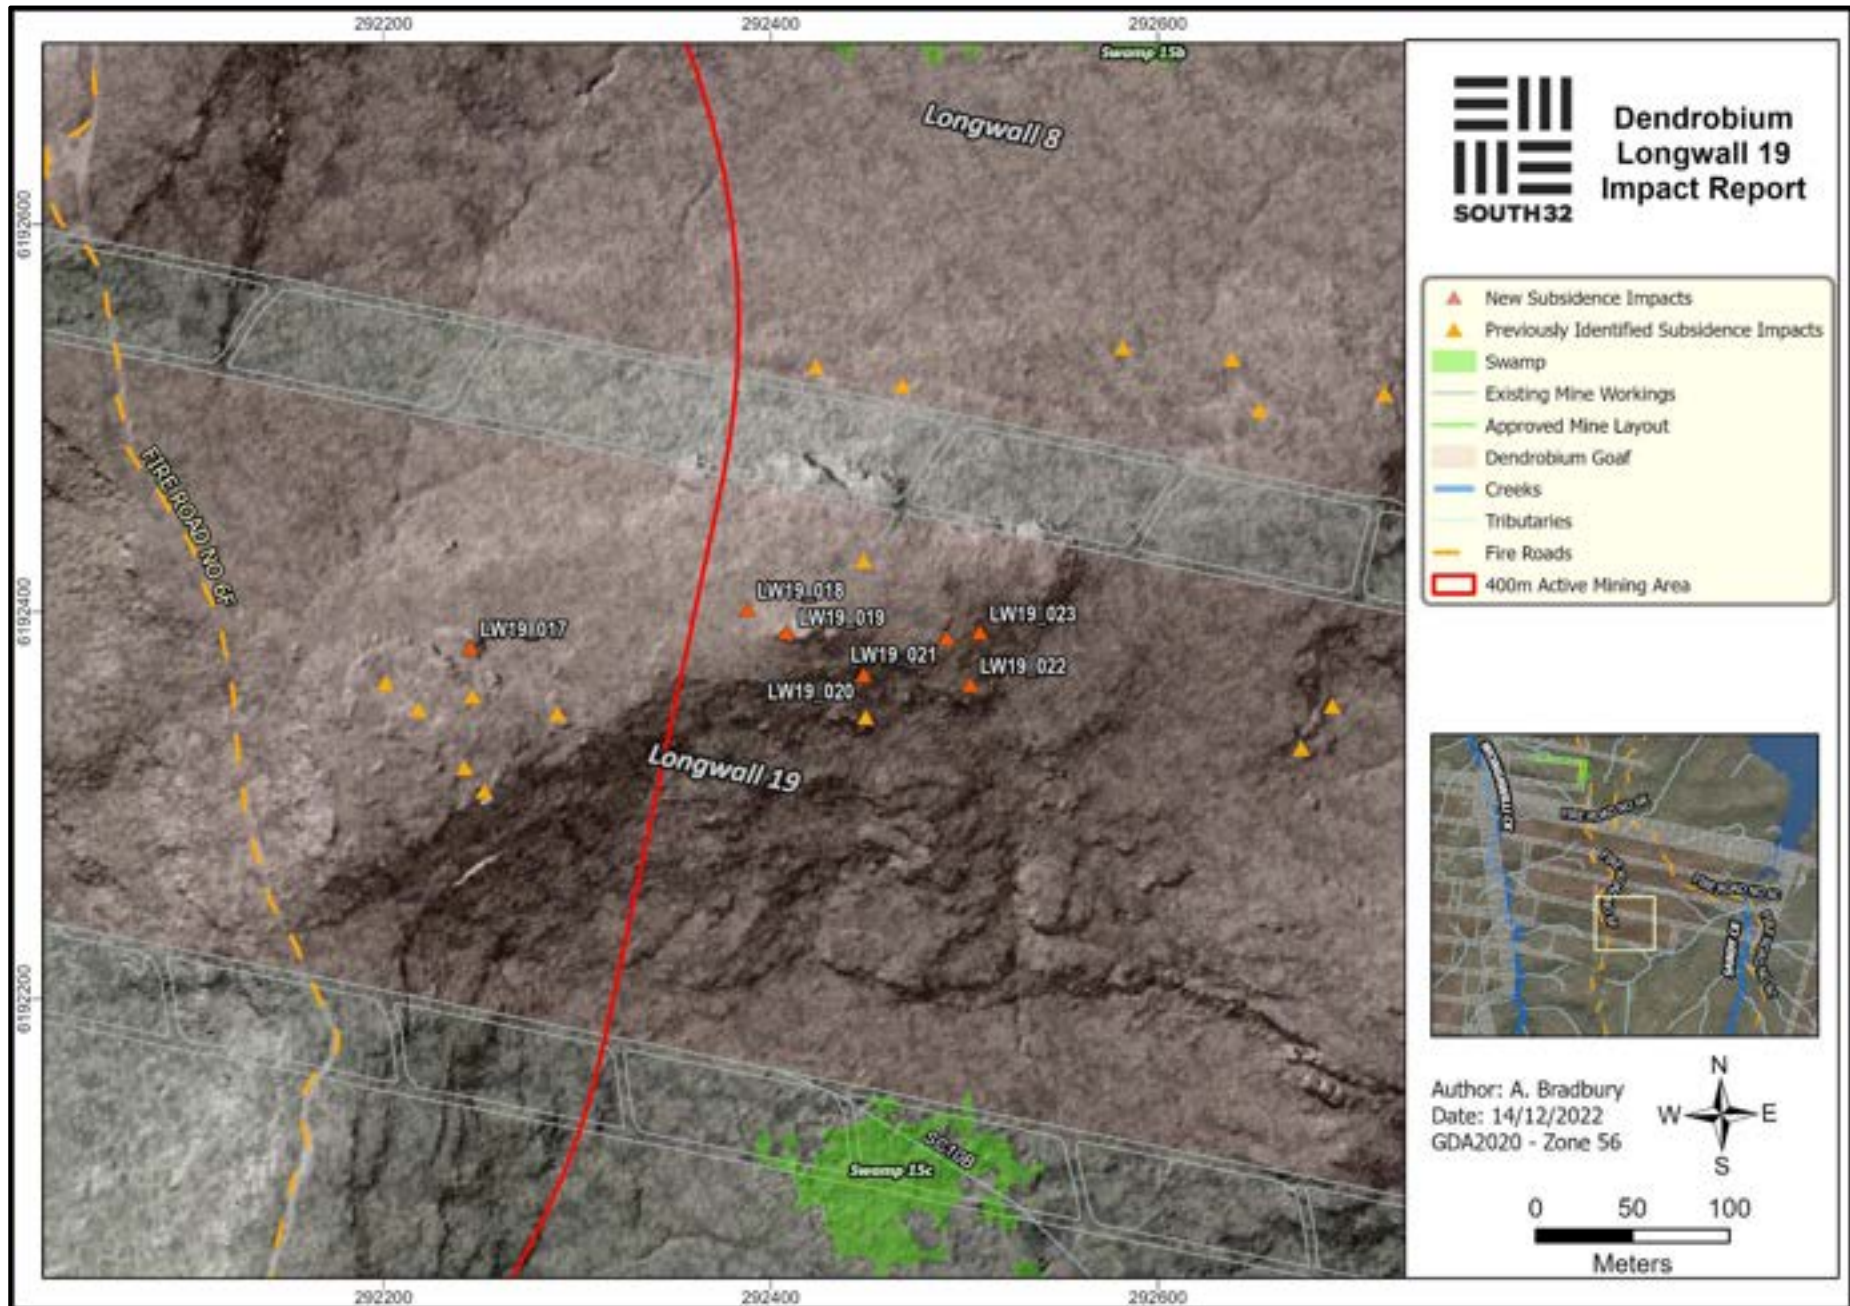 292200
292400
292600
Swamp 15b
Longwall 8
6192600
FIRE ROAD NO 6F
6192400
LW19_018
LW19_019
LW19_023
LW19_017
LW19_021
LW19_022
LW19_020
Longwall 19
6192200
SC10B
Swamp 15c
292200
292400
292600
SOUTH32
Dendrobium
Longwall 19
Impact Report
New Subsidence Impacts
Previously Identified Subsidence Impacts
Swamp
Existing Mine Workings
Approved Mine Layout
Dendrobium Goaf
Creeks
Tributaries
Fire Roads
400m Active Mining Area
Author: A. Bradbury
Date: 14/12/2022
GDA2020 - Zone 56
N
W
E
S
0 50 100
Meters